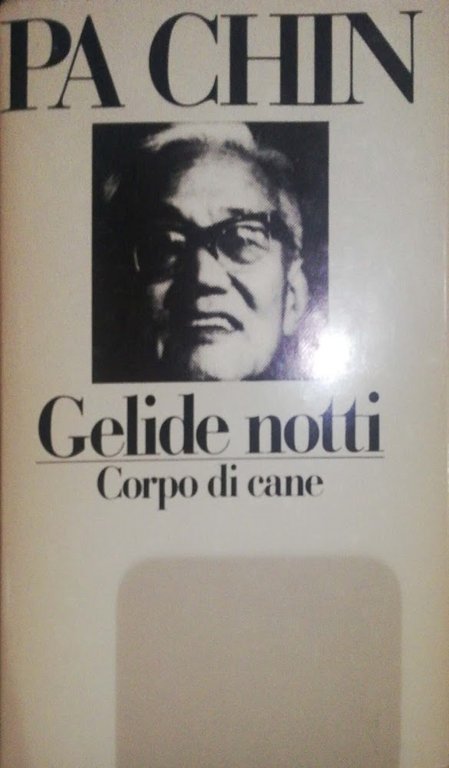 PA CHIN
Gelide notti
Corpo di cane